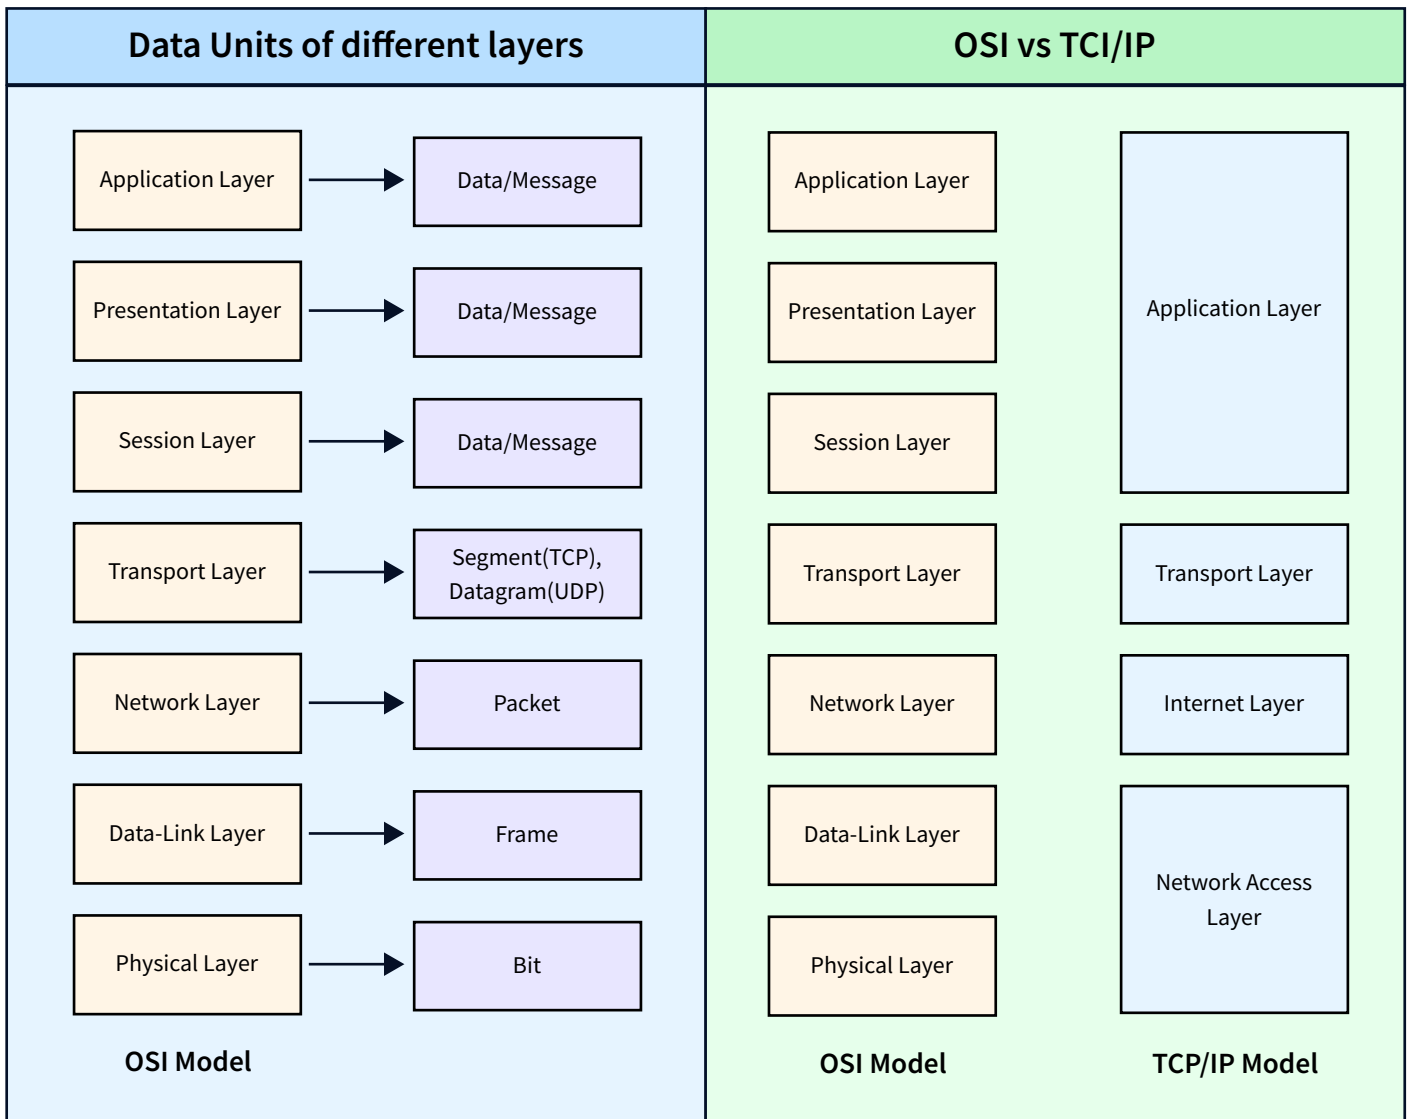 Data Units of different layers
Application Layer
Data/Message
Presentation Layer
Data/Message
Session Layer
Data/Message
Transport Layer
Segment(TCP),
Datagram(UDP)
Network Layer
Packet
Data-Link Layer
Frame
Physical Layer
Bit
OSI Model
OSI vs TCI/IP
Application Layer
Presentation Layer
Session Layer
Transport Layer
Network Layer
Data-Link Layer
Physical Layer
OSI Model
Application Layer
Transport Layer
Internet Layer
Network Access
Layer
TCP/IP Model